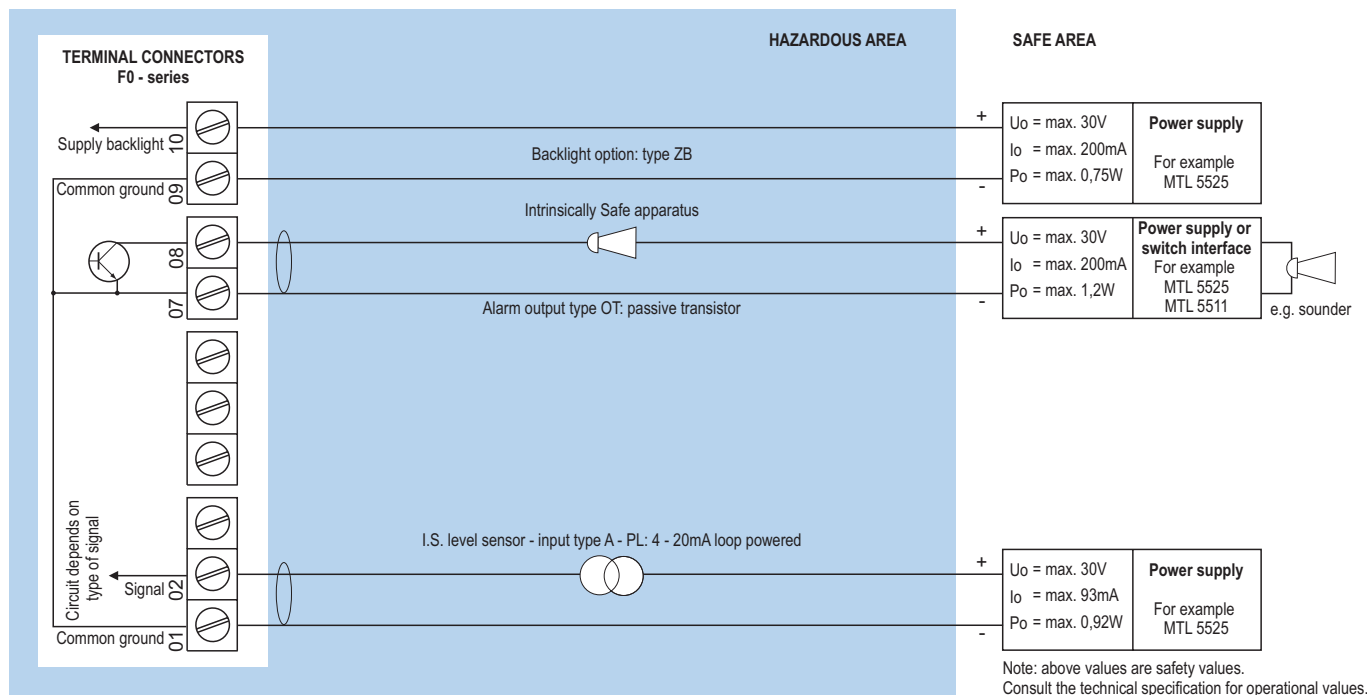 HAZARDOUS AREA
SAFE AREA
TERMINAL CONNECTORS
F0 - series
Supply backlight
10
Backlight option: type ZB
+
Uo = max. 30V
Io = max. 200mA
Po = max. 0,75W
-
Power supply
For example
MTL 5525
Common ground
09
Intrinsically Safe apparatus
08
+
Uo = max. 30V
Io = max. 200mA
Po = max. 1,2W
-
Power supply or
switch interface
For example
MTL 5525
MTL 5511
e.g. sounder
07
Alarm output type OT: passive transistor
Circuit depends on
type of signal
I.S. level sensor - input type A - PL: 4 - 20mA loop powered
Signal
02
+
Uo = max. 30V
Io = max. 93mA
Po = max. 0,92W
-
Power supply
For example
MTL 5525
Common ground
01
Note: above values are safety values.
Consult the technical specification for operational values.